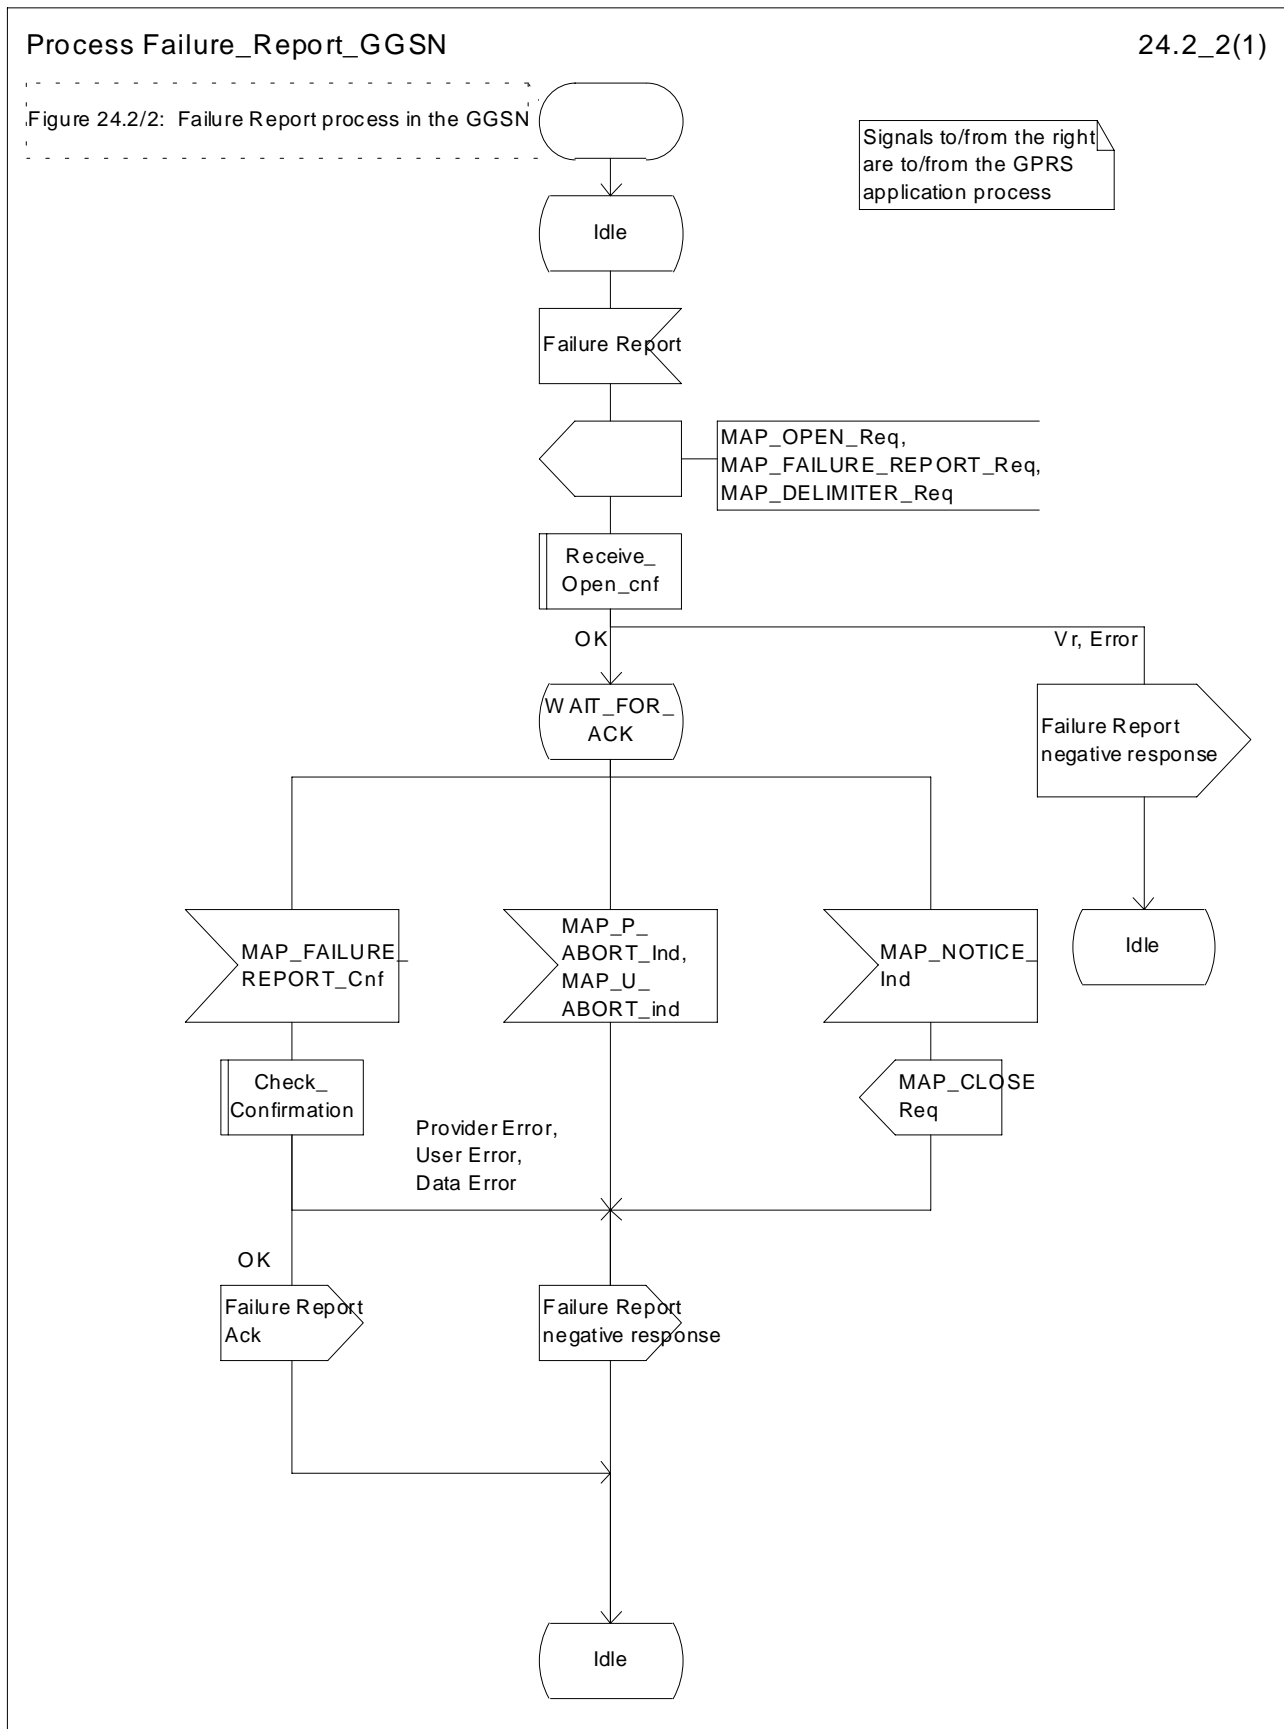 Process Failure_Report_GGSN
24.2_2(1)
Figure 24.2/2: Failure Report process in the GGSN
Signals to/from the right
are to/from the GPRS
application process
Idle
Failure Report
MAP_OPEN_Req,
MAP_FAILURE_REPORT_Req,
MAP_DELIMITER_Req
Receive_
Open_cnf
OK
Vr, Error
WAIT_FOR_
ACK
Failure Report
negative response
MAP_FAILURE_
REPORT_Cnf
MAP_P_
ABORT_Ind,
MAP_U_
ABORT_ind
MAP_NOTICE_
Ind
Idle
Check_
Confirmation
MAP_CLOSE
Req
Provider Error,
User Error,
Data Error
OK
Failure Report
Ack
Failure Report
negative response
Idle